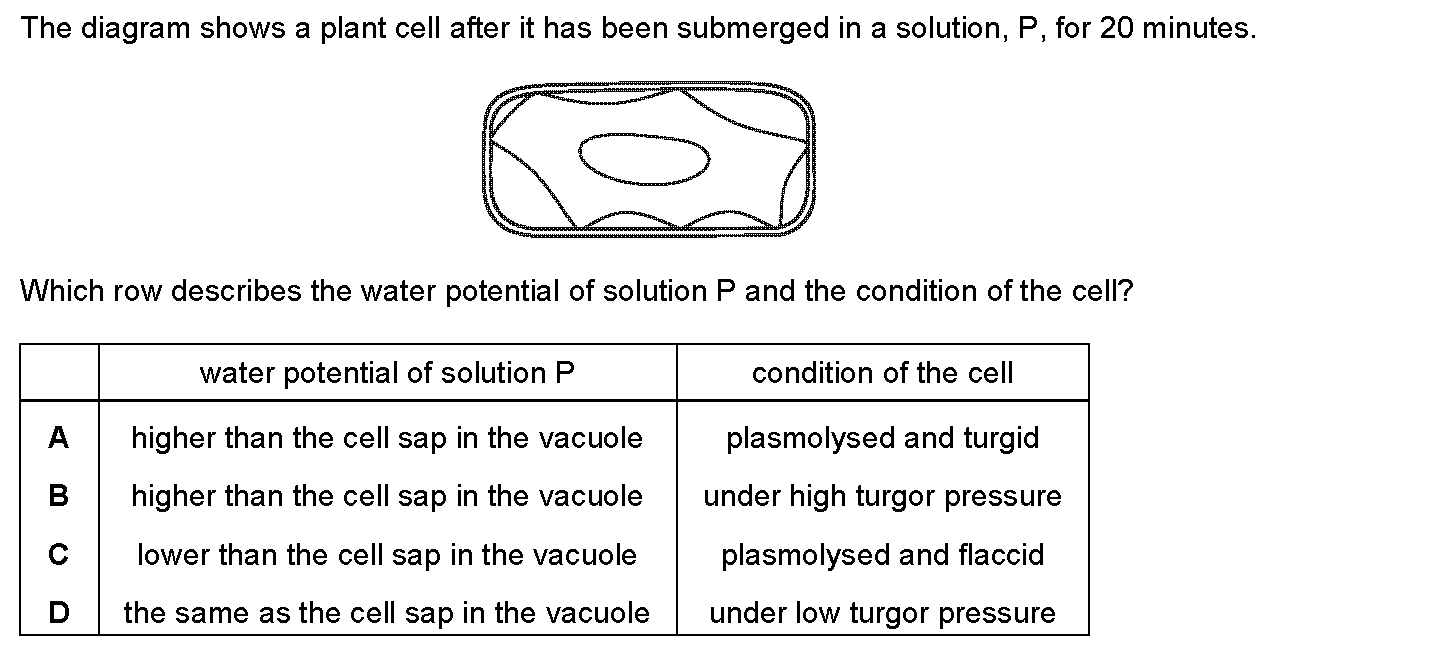 The diagram shows a plant cell after it has been submerged in a solution, P, for 20 minutes.
Which row describes the water potential of solution P and the condition of the cell?
water potential of solution P condition of the cell
A higher than the cell sap in the vacuole plasmolysed and turgid
B higher than the cell sap in the vacuole under high turgor pressure
C lower than the cell sap in the vacuole plasmolysed and flaccid
D the same as the cell sap in the vacuole under low turgor pressure